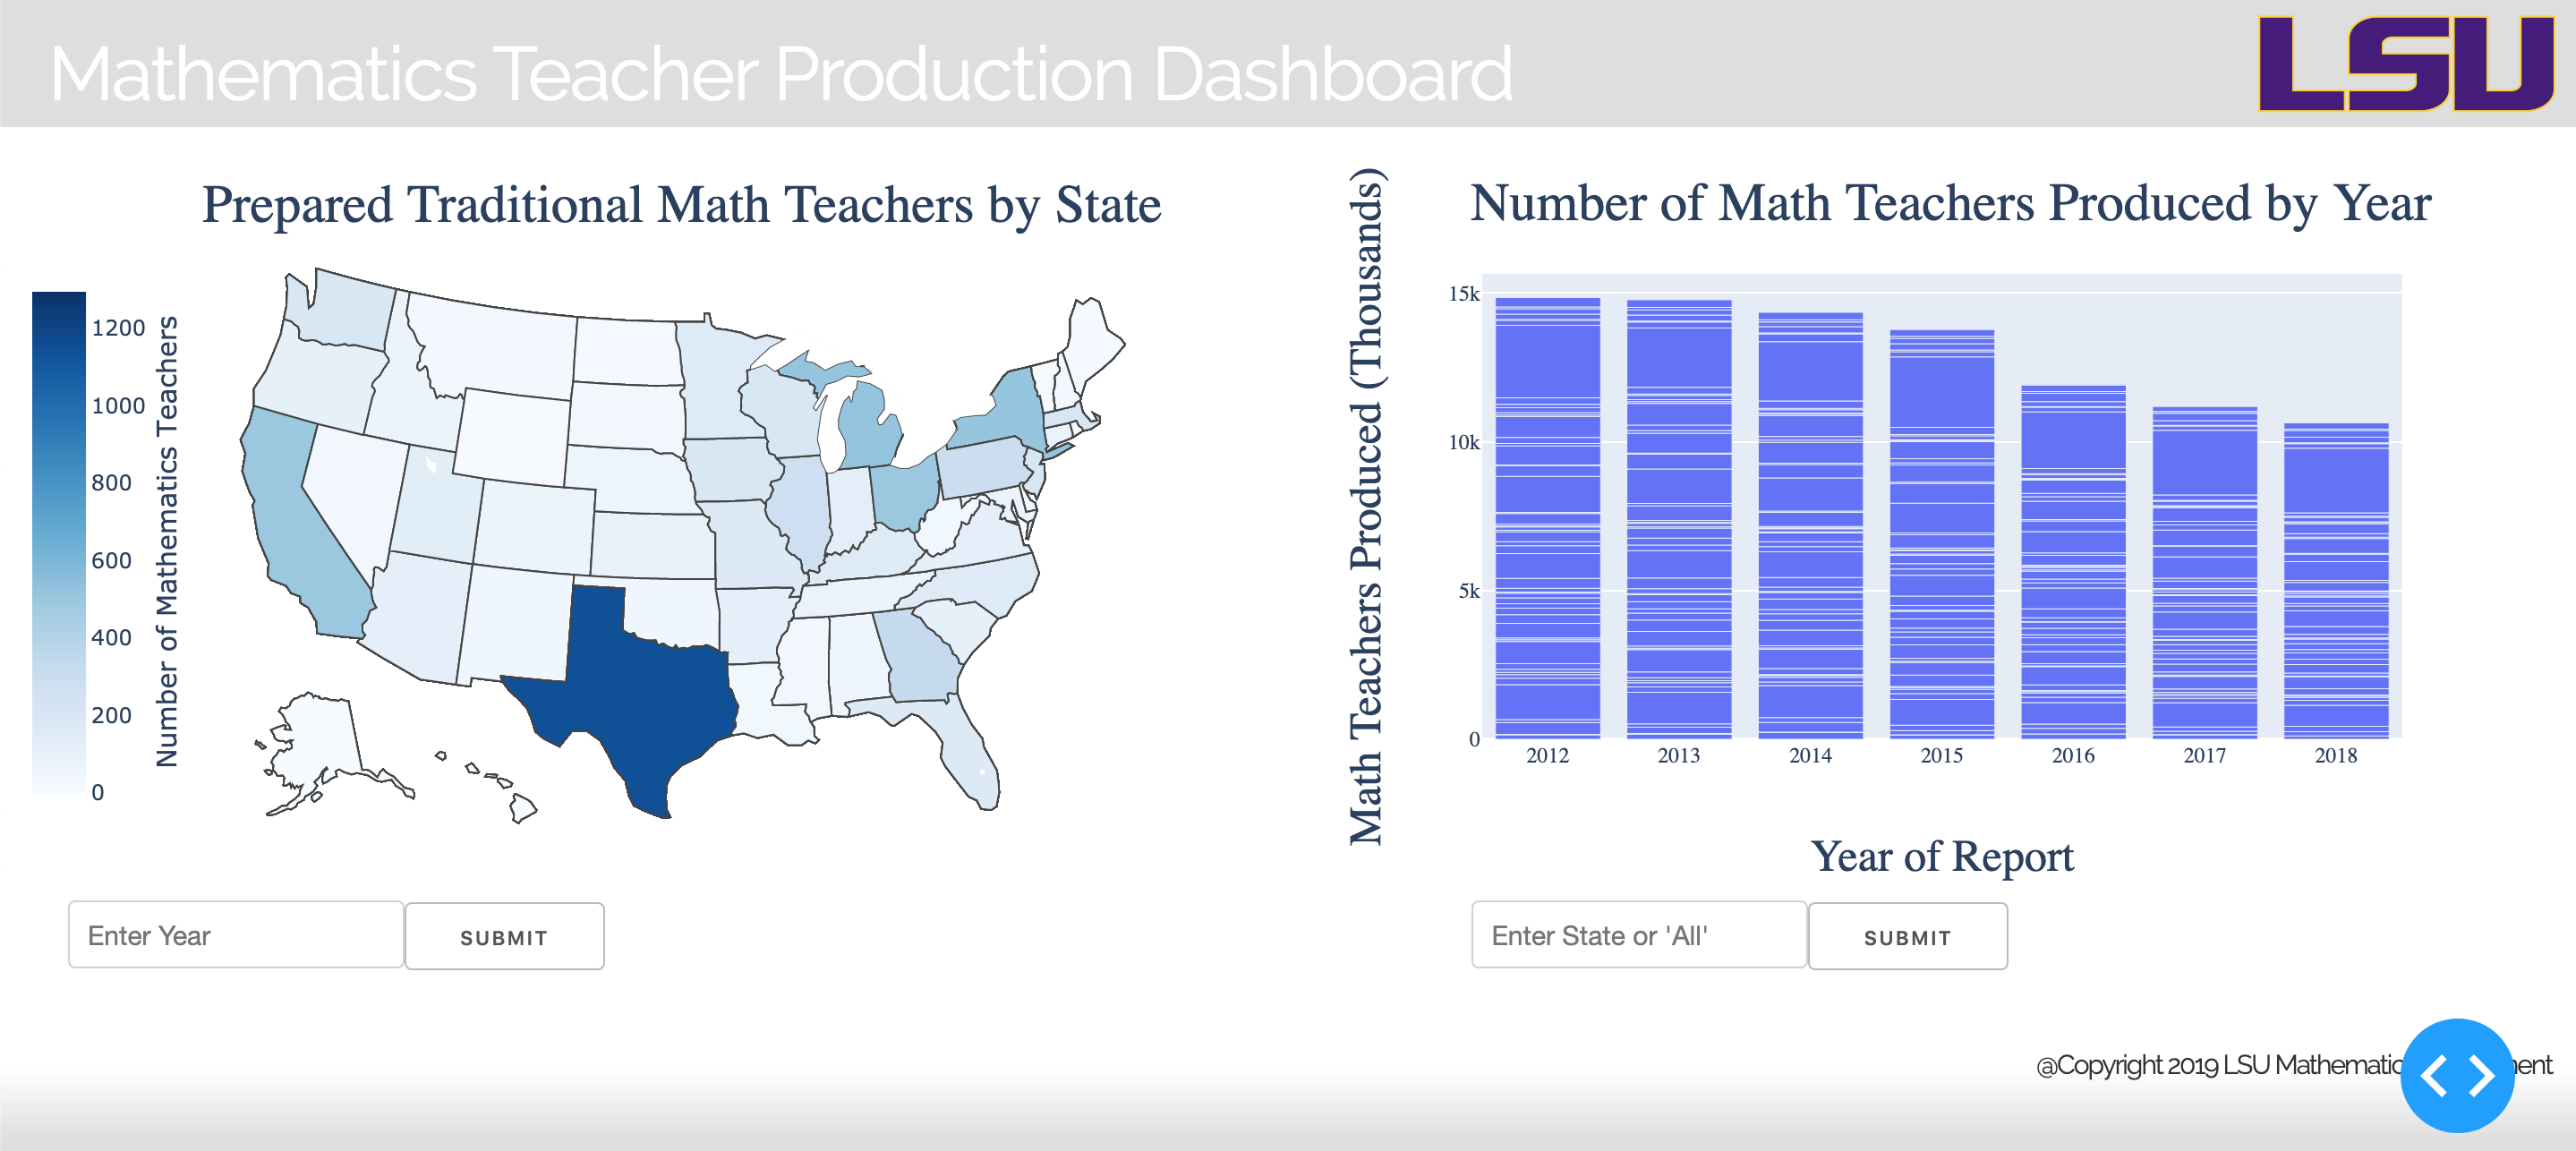 Mathematics Teacher Production Dashboard
LSU
Prepared Traditional Math Teachers by State
1200
1000
800
600
400
200
0
Number of Mathematics Teachers
Enter Year
SUBMIT
Number of Math Teachers Produced by Year
Math Teachers Produced (Thousands)
15k
10k
5k
0
2012 2013 2014 2015 2016 2017 2018
Year of Report
Enter State or 'All'
SUBMIT
@Copyright 2019 LSU